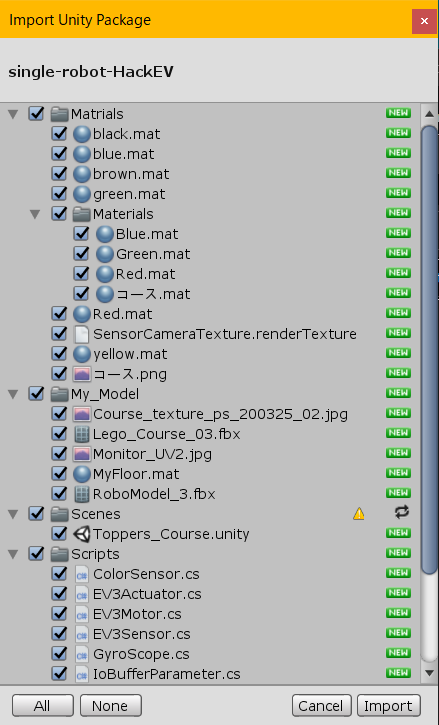 Import Unity Package
single-robot-HackEV
Matrials NEW
black.mat NEW
blue.mat NEW
brown.mat NEW
green.mat NEW
Materials NEW
Blue.mat NEW
Green.mat NEW
Red.mat NEW
コース.mat NEW
Red.mat NEW
SensorCameraTexture.renderTexture NEW
yellow.mat NEW
コース.png NEW
My_Model NEW
Course_texture_ps_200325_02.jpg NEW
Lego_Course_03.fbx NEW
Monitor_UV2.jpg NEW
MyFloor.mat NEW
RoboModel_3.fbx NEW
Scenes
Toppers_Course.unity NEW
Scripts NEW
ColorSensor.cs NEW
EV3Actuator.cs NEW
EV3Motor.cs NEW
EV3Sensor.cs NEW
GyroScope.cs NEW
IoBufferParameter.cs NEW
All None Cancel Import